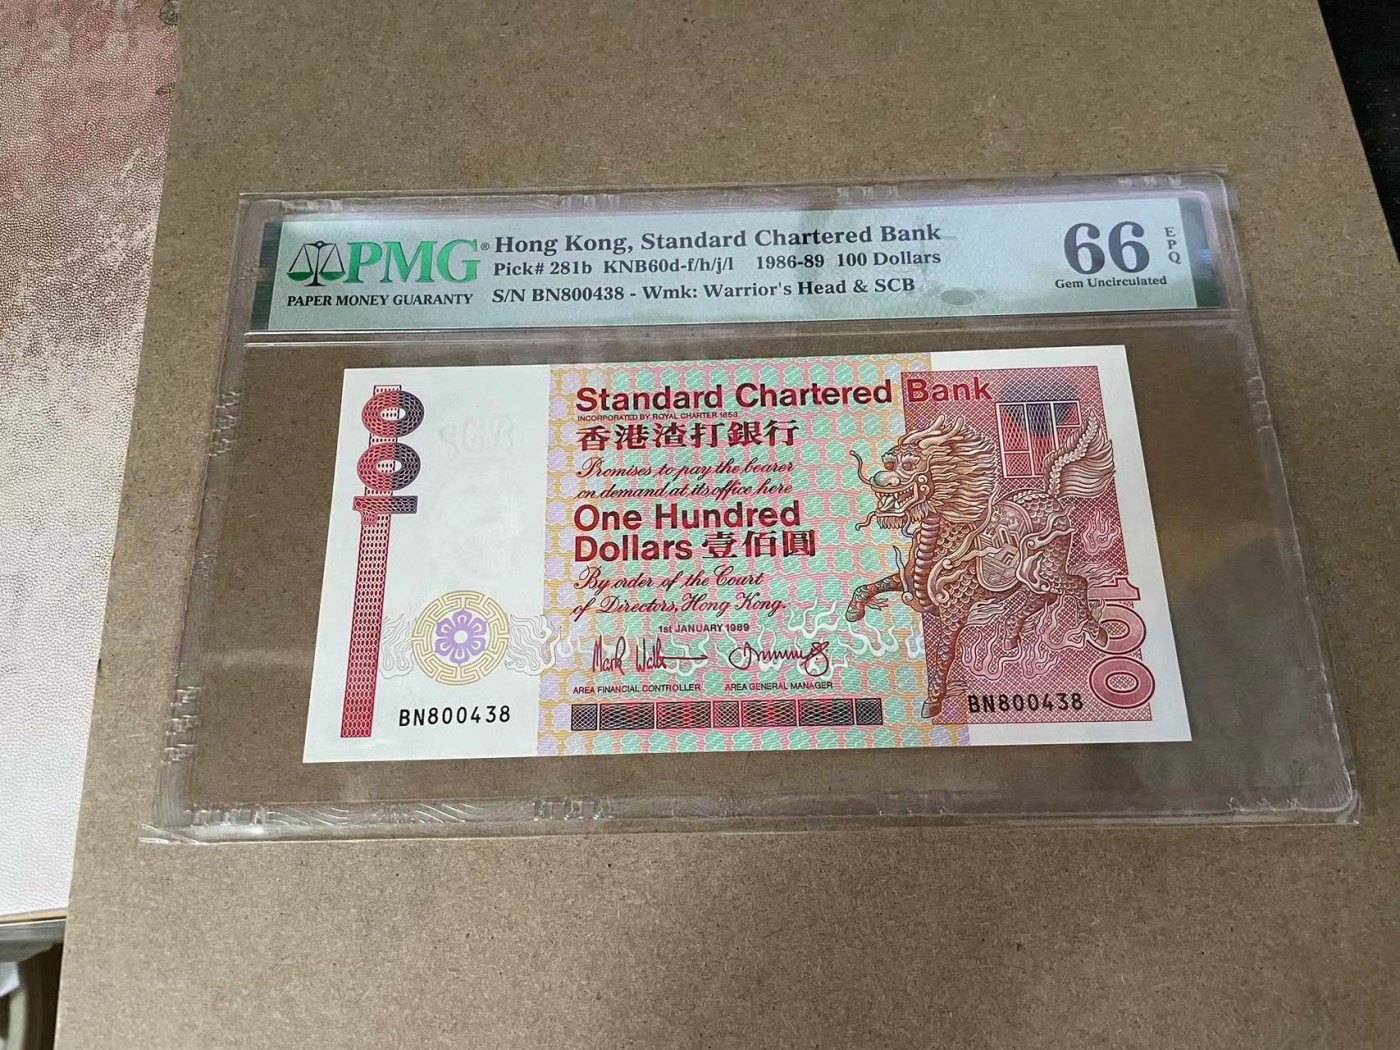 PMG®
PAPER MONEY GUARANTY
Hong Kong, Standard Chartered Bank
Pick# 281b KNB60d-f/h/j/l 1986-89 100 Dollars
S/N BN800438 - Wmk: Warrior's Head & SCB
66
EPQ
Gem Uncirculated
100
Standard Chartered Bank
INCORPORATED BY ROYAL CHARTER 1853
香港渣打銀行
Promises to pay the bearer
on demand at its office here
One Hundred
Dollars 壹佰圓
By order of the Court
of Directors, Hong Kong.
1st JANUARY 1989
AREA FINANCIAL CONTROLLER AREA GENERAL MANAGER
BN800438
BN800438
100